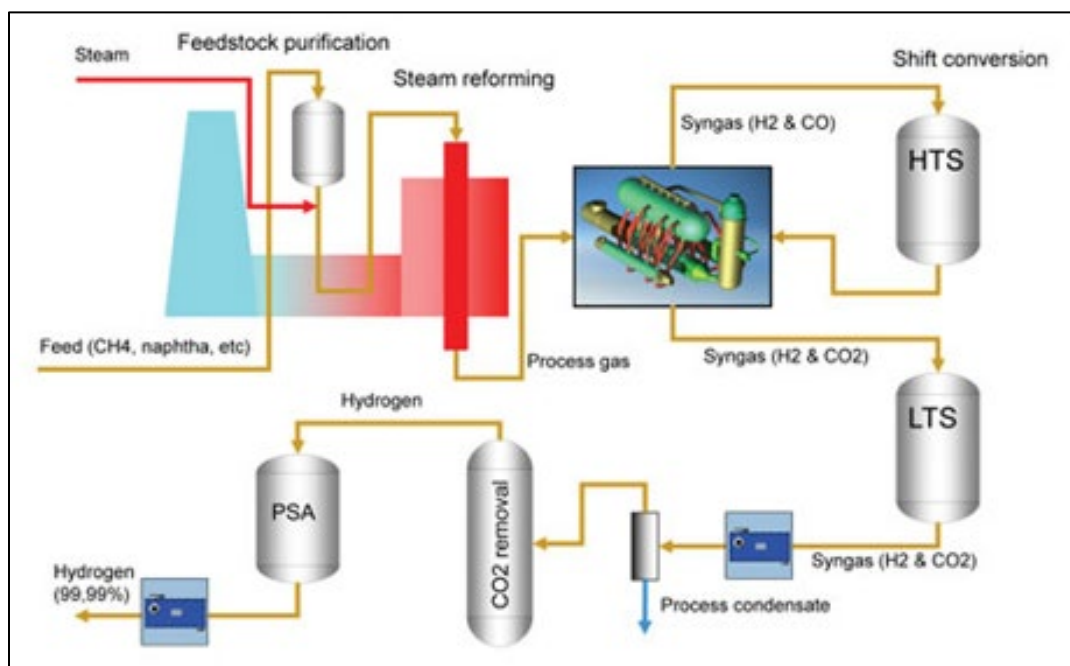 Feedstock purification
Steam
Steam reforming
Shift conversion
Syngas (H2 & CO)
HTS
Feed (CH4, naphtha, etc)
Process gas
Syngas (H2 & CO2)
Hydrogen
LTS
PSA
CO2 removal
Syngas (H2 & CO2)
Hydrogen
(99,99%)
Process condensate